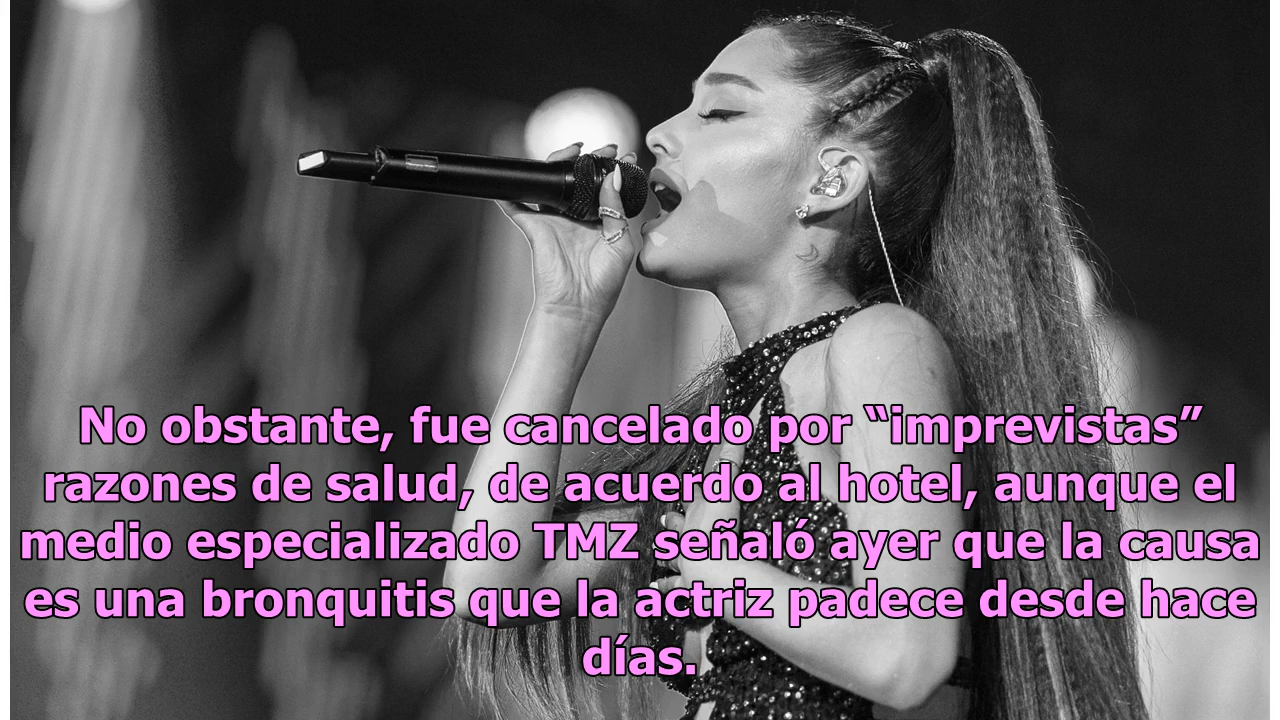 No obstante, fue cancelado por “imprevistas”
razones de salud, de acuerdo al hotel, aunque el
medio especializado TMZ señaló ayer que la causa
es una bronquitis que la actriz padece desde hace
días.